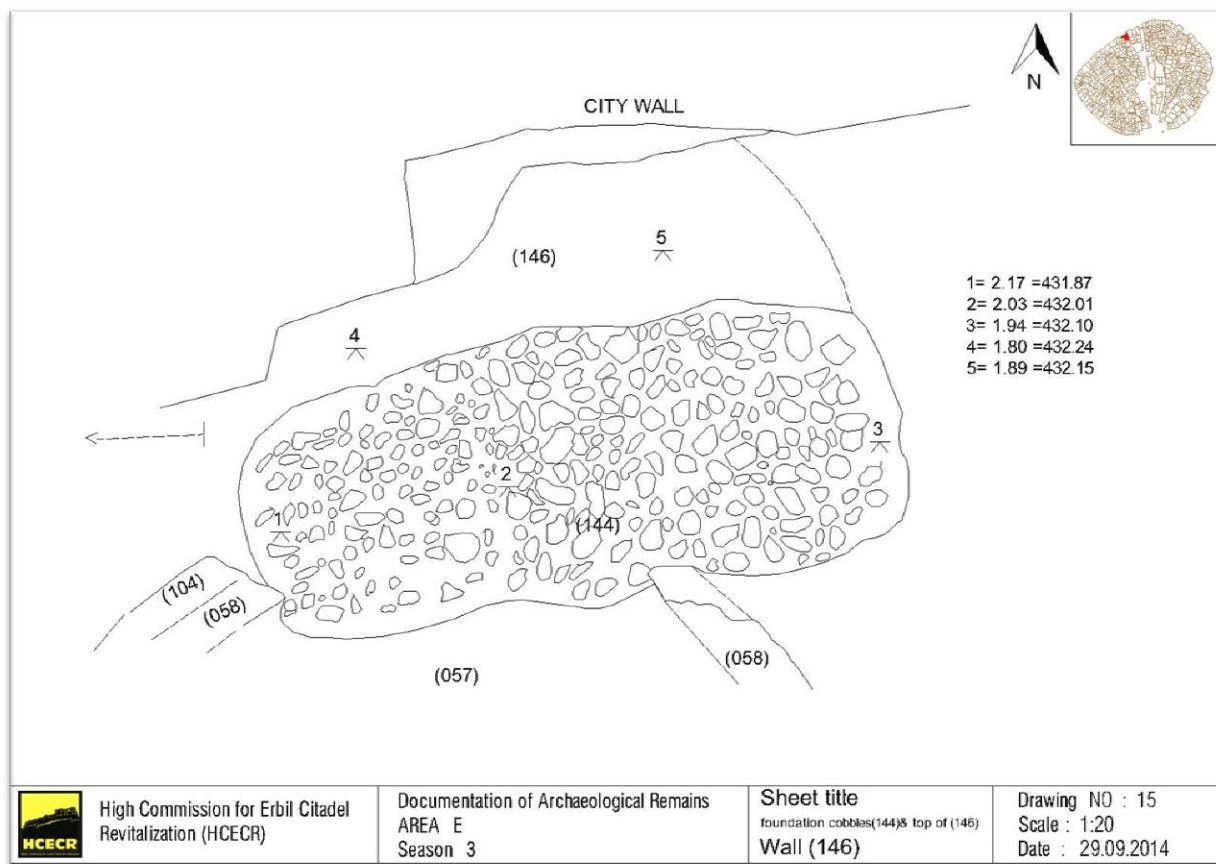 N
CITY WALL
(146)
5
4
1= 2.17 =431.87
2= 2.03 =432.01
3= 1.94 =432.10
4= 1.80 =432.24
5= 1.89 =432.15
3
2
1
(144)
(104)
(058)
(058)
(057)
HCECR
High Commission for Erbil Citadel
Revitalization (HCECR)
Documentation of Archaeological Remains
AREA E
Season 3
Sheet title
foundation cobbles(144)& top of (146)
Wall (146)
Drawing NO : 15
Scale : 1:20
Date : 29.09.2014